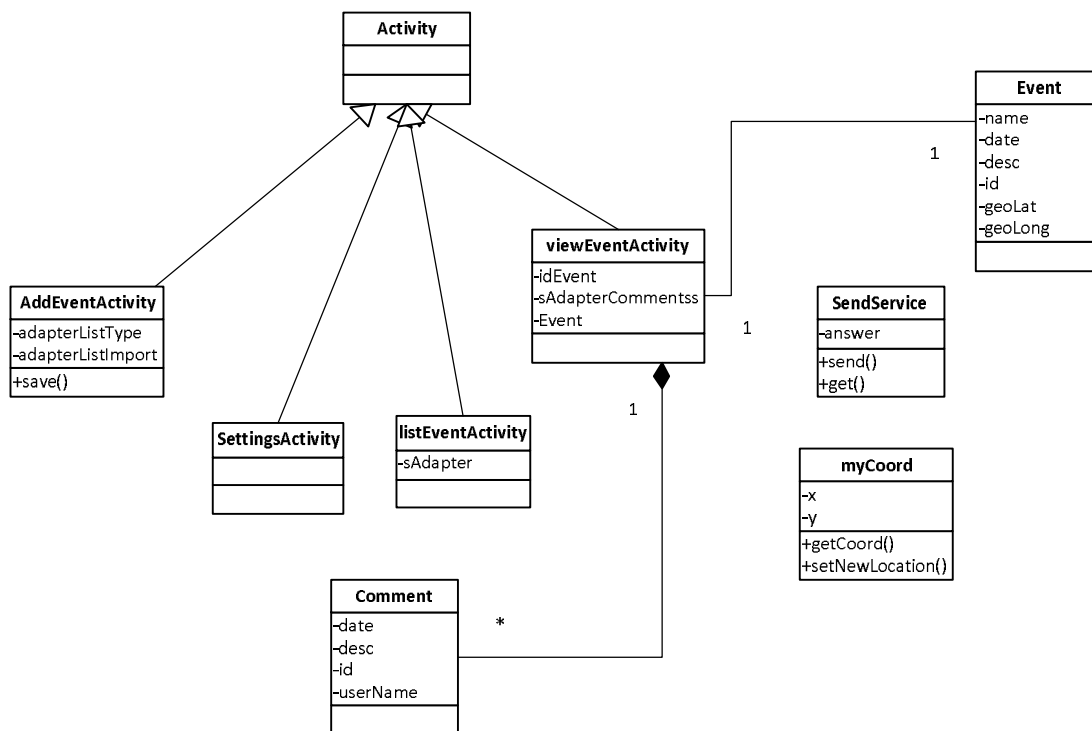 Activity
Event
-name
-date
-desc
-id
-geoLat
-geoLong
1
viewEventActivity
-idEvent
-sAdapterCommentss
-Event
1
1
AddEventActivity
-adapterListType
-adapterListImport
+save()
SendService
-answer
+send()
+get()
SettingsActivity
listEventActivity
-sAdapter
myCoord
-x
-y
+getCoord()
+setNewLocation()
Comment
-date
-desc
-id
-userName
*